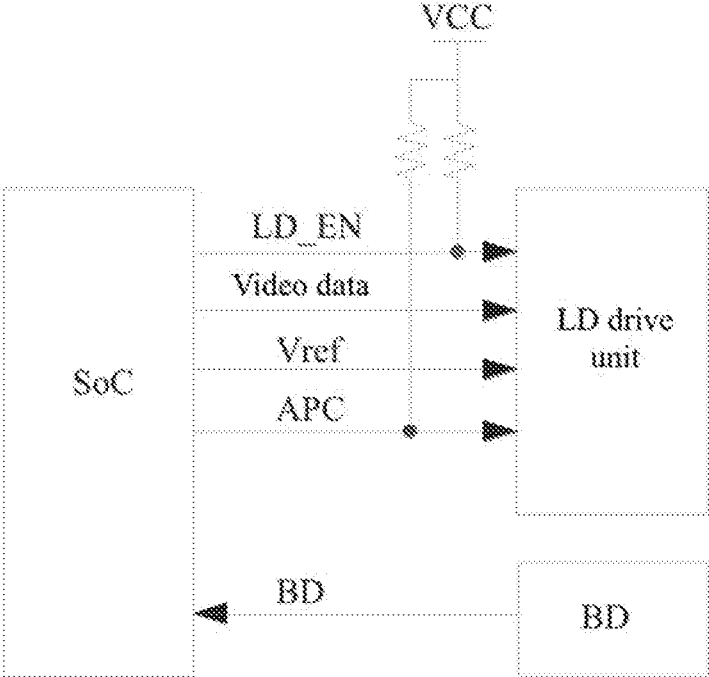 VCC
LD_EN
Video data
Vref
APC
SoC
LD drive
unit
BD
BD